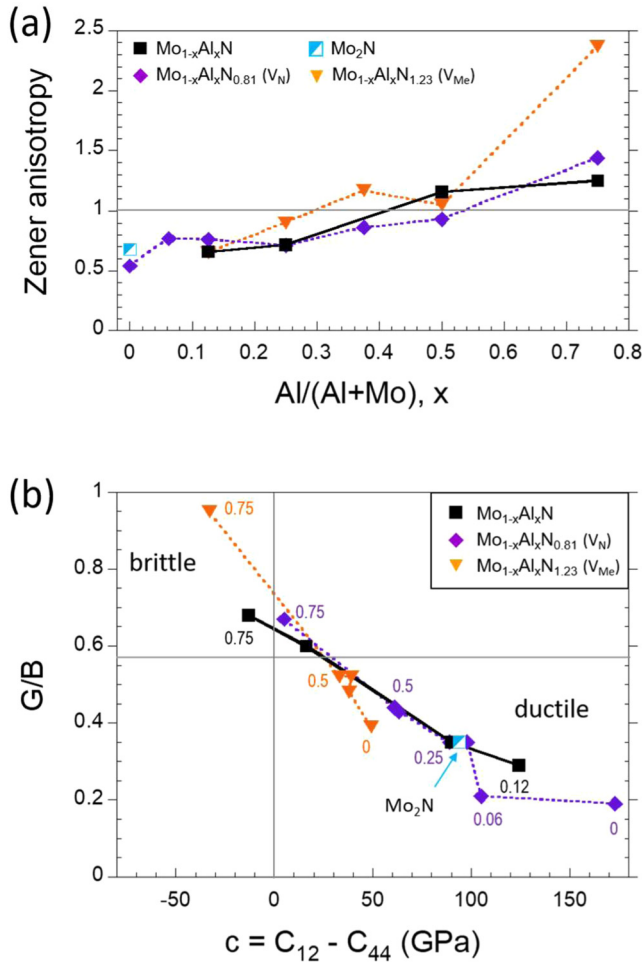 (a)
2.5
2
1.5
1
0.5
0
Zener anisotropy
Mo1-xAlxN
Mo2N
Mo1-xAlxN0.81 (VN)
Mo1-xAlxN1.23 (VMe)
0 0.1 0.2 0.3 0.4 0.5 0.6 0.7 0.8
Al/(Al+Mo), x
(b)
1
0.8
0.6
0.4
0.2
0
G/B
0.75
brittle
0.75
0.75
0.5
0.5
0.25
0
Mo2N
0.12
0.06
0
ductile
Mo1-xAlxN
Mo1-xAlxN0.81 (VN)
Mo1-xAlxN1.23 (VMe)
-50 0 50 100 150
c = C12 - C44 (GPa)